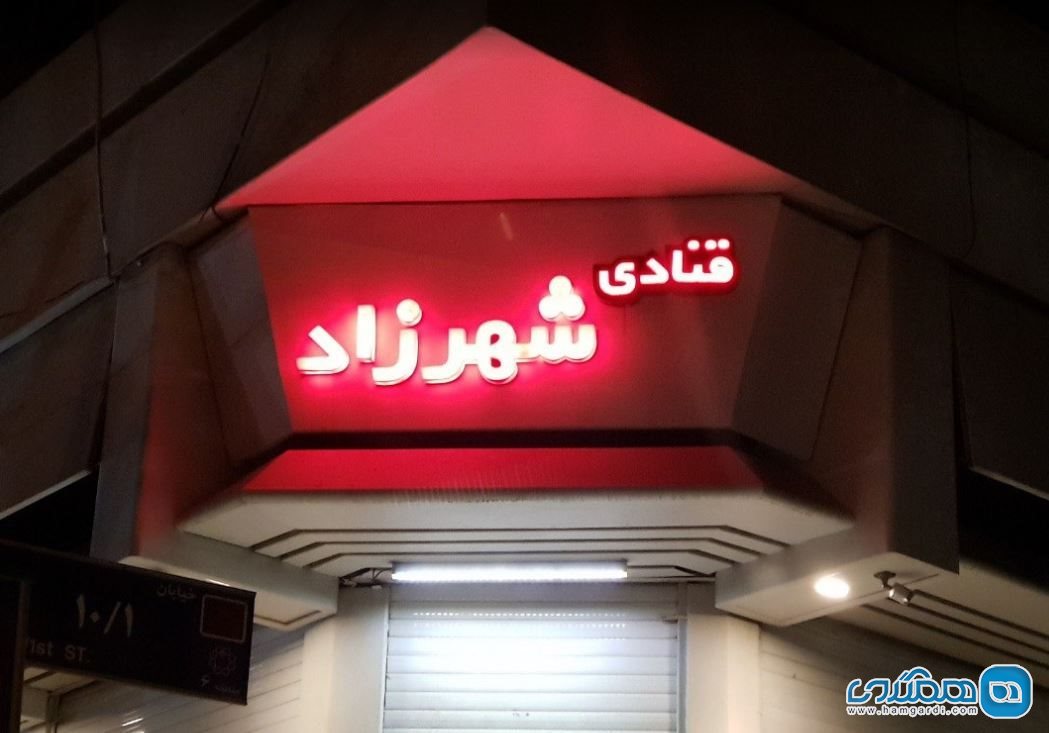 قنادی
شهرزاد
خیابان
۱۰/۱
1st ST.
همگردی
www.hamgardi.com